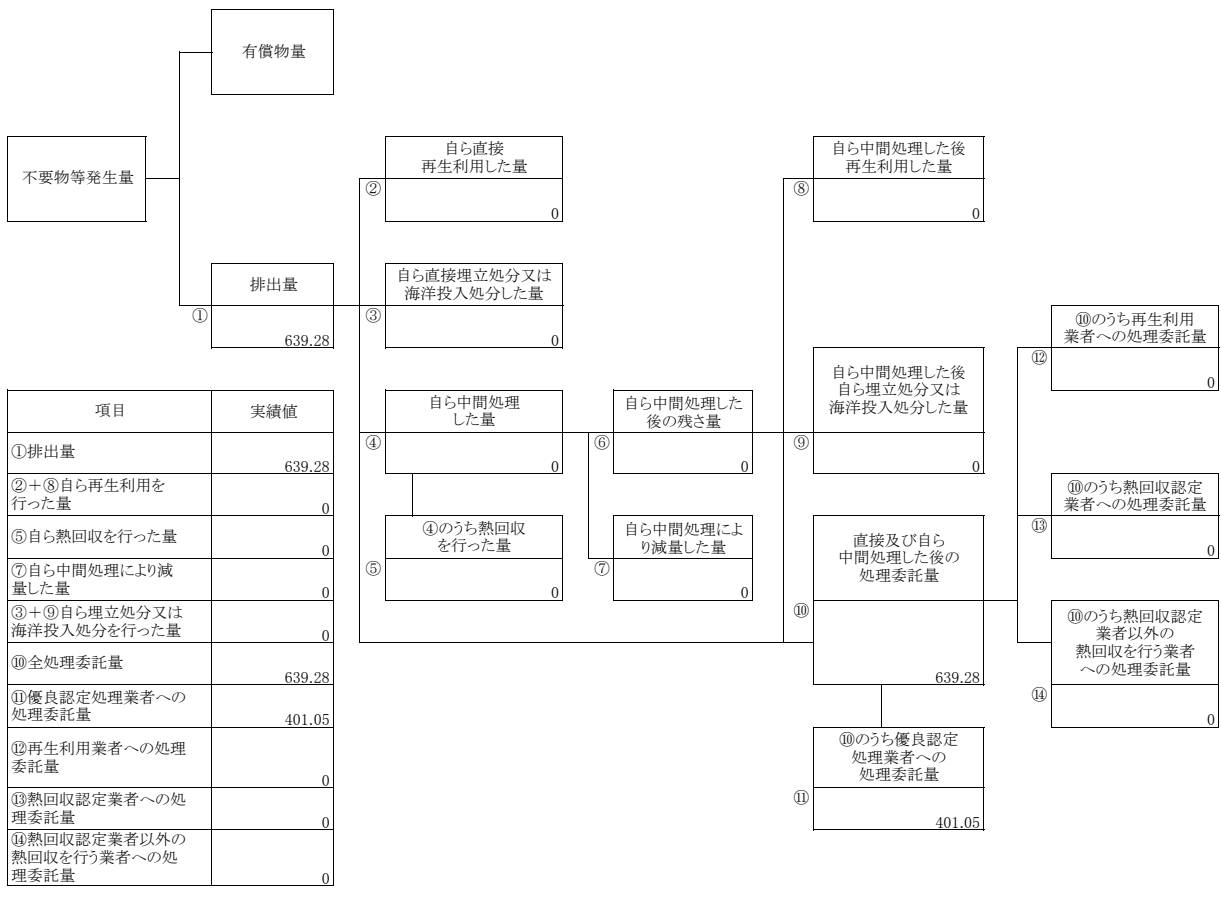 有償物量
不要物等発生量
排出量
①
639.28
自ら直接
再生利用した量
②
0
自ら直接埋立処分又は
海洋投入処分した量
③
0
自ら中間処理
した量
④
0
④のうち熱回収
を行った量
⑤
0
自ら中間処理した
後の残さ量
⑥
0
自ら中間処理によ
り減量した量
⑦
0
自ら中間処理した後
再生利用した量
⑧
0
自ら中間処理した後
自ら埋立処分又は
海洋投入処分した量
⑨
0
直接及び自ら
中間処理した後の
処理委託量
⑩
639.28
⑩のうち優良認定
処理業者への
処理委託量
⑪
401.05
⑩のうち再生利用
業者への処理委託量
⑫
0
⑩のうち熱回収認定
業者への処理委託量
⑬
0
⑩のうち熱回収認定
業者以外の
熱回収を行う業者
への処理委託量
⑭
0
項目 実績値
①排出量
639.28
②＋⑧自ら再生利用を
行った量
0
⑤自ら熱回収を行った量
0
⑦自ら中間処理により減
量した量
0
③＋⑨自ら埋立処分又は
海洋投入処分を行った量
0
⑩全処理委託量
639.28
⑪優良認定処理業者への
処理委託量
401.05
⑫再生利用業者への処理
委託量
0
⑬熱回収認定業者への処
理委託量
0
⑭熱回収認定業者以外の
熱回収を行う業者への処
理委託量
0